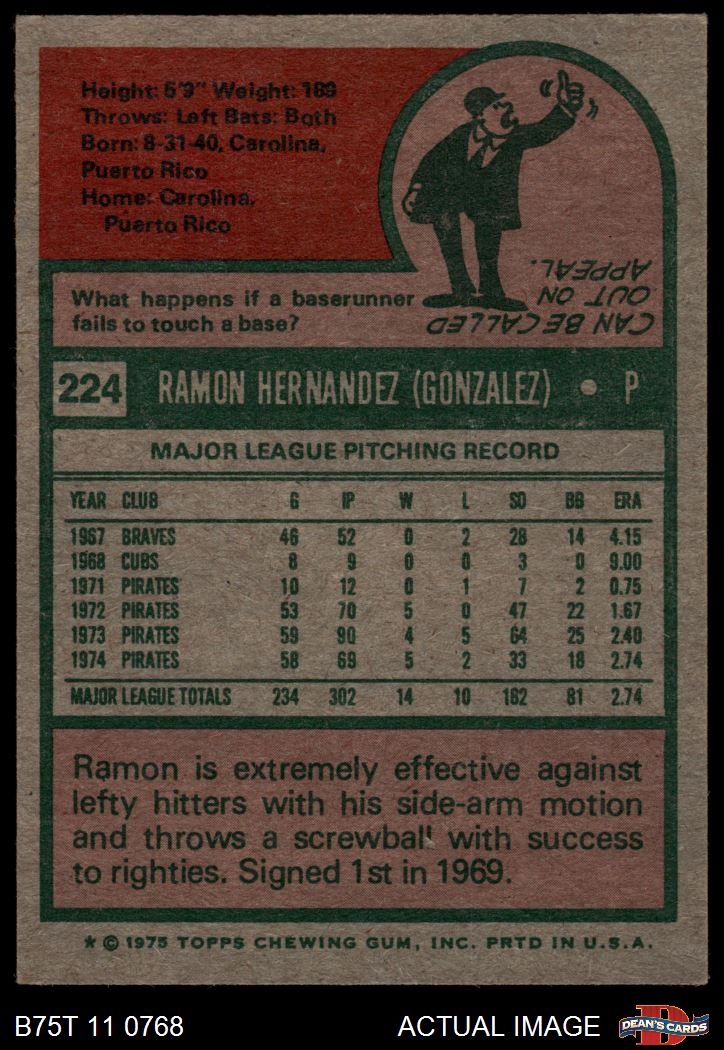 Height: 5'9" Weight: 169
Throws: Left Bats: Both
Born: 8-31-40, Carolina,
Puerto Rico
Home: Carolina,
Puerto Rico
What happens if a baserunner
fails to touch a base?
CAN BE CALLED
OUT ON
APPEAL.
224 RAMON HERNANDEZ (GONZALEZ) • P
MAJOR LEAGUE PITCHING RECORD
YEAR CLUB G IP W L SO BB ERA
1967 BRAVES 46 52 0 2 28 14 4.15
1968 CUBS 8 9 0 0 3 0 9.00
1971 PIRATES 10 12 0 1 7 2 0.75
1972 PIRATES 53 70 5 0 47 22 1.67
1973 PIRATES 59 90 4 5 64 25 2.40
1974 PIRATES 58 69 5 2 33 18 2.74
MAJOR LEAGUE TOTALS 234 302 14 10 182 81 2.74
Ramon is extremely effective against
lefty hitters with his side-arm motion
and throws a screwball with success
to righties. Signed 1st in 1969.
* © 1975 TOPPS CHEWING GUM, INC. PRTD IN U.S.A.
B75T 11 0768 ACTUAL IMAGE DEAN'S CARDS